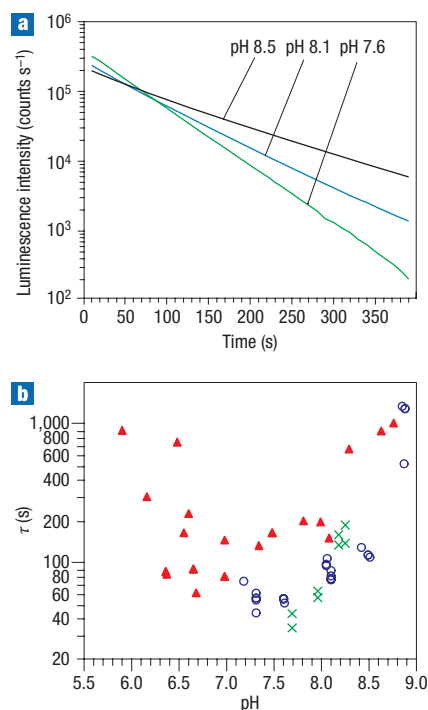 a
Luminescence intensity (counts s⁻¹)
10⁶
10⁵
10⁴
10³
10²
pH 8.5 pH 8.1 pH 7.6
0 50 100 150 200 250 300 350
Time (s)
b
τ (s)
1,000
800
600
400
200
100
80
60
40
20
5.5 6.0 6.5 7.0 7.5 8.0 8.5 9.0
pH